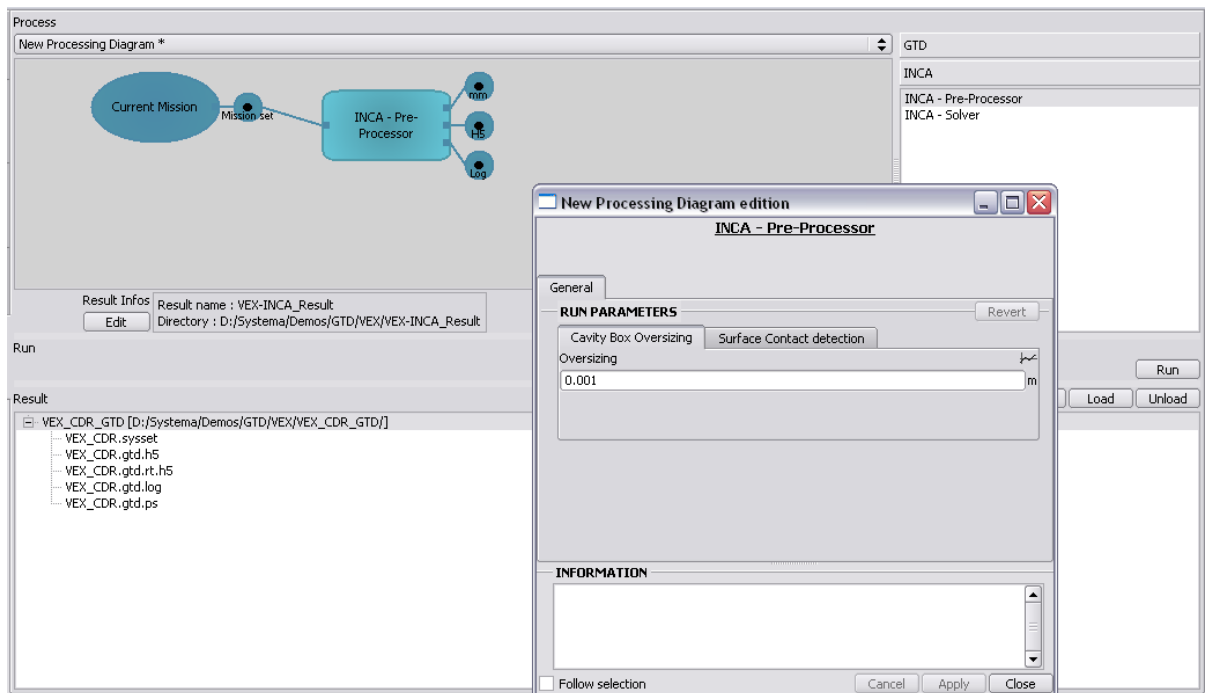 Process
New Processing Diagram *
GTD
INCA
INCA - Pre-Processor
INCA - Solver
Current Mission
Mission set
INCA - Pre-
Processor
mm
H5
Log
Result Infos
Edit
Result name : VEX-INCA_Result
Directory : D:/Systema/Demos/GTD/VEX/VEX-INCA_Result
Run
Run
Result
Load
Unload
VEX_CDR_GTD [D:/Systema/Demos/GTD/VEX/VEX_CDR_GTD/]
VEX_CDR.sysset
VEX_CDR.gtd.h5
VEX_CDR.gtd.rt.h5
VEX_CDR.gtd.log
VEX_CDR.gtd.ps
New Processing Diagram edition
INCA - Pre-Processor
General
RUN PARAMETERS
Revert
Cavity Box Oversizing
Surface Contact detection
Oversizing
0.001
m
INFORMATION
Follow selection
Cancel
Apply
Close